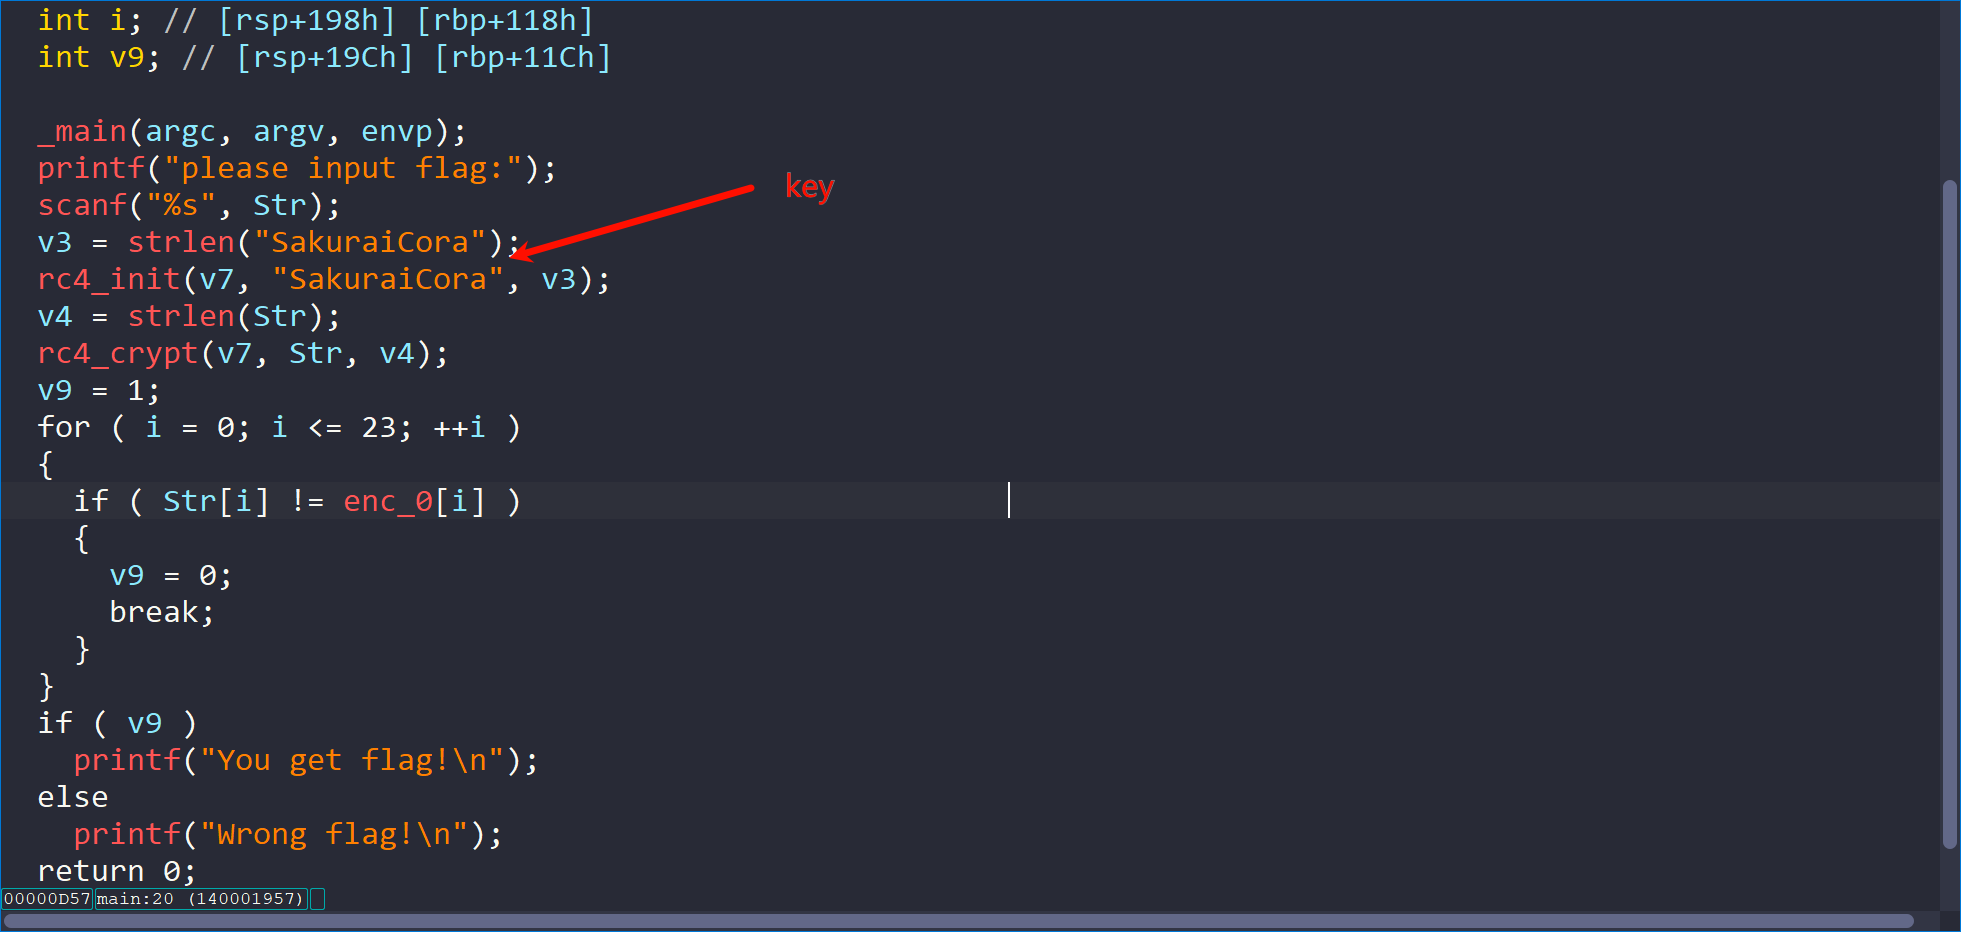 int i; // [rsp+198h] [rbp+118h]
int v9; // [rsp+19Ch] [rbp+11Ch]
_main(argc, argv, envp);
printf("please input flag:");
key
scanf("%s", Str);
v3 = strlen("SakuraiCora");
rc4_init(v7, "SakuraiCora", v3);
v4 = strlen(Str);
rc4_crypt(v7, Str, v4);
v9 = 1;
for ( i = 0; i <= 23; ++i )
{
if ( Str[i] != enc_0[i] )
{
v9 = 0;
break;
}
}
if ( v9 )
printf("You get flag!\n");
else
printf("Wrong flag!\n");
return 0;
00000D57 main:20 (140001957)